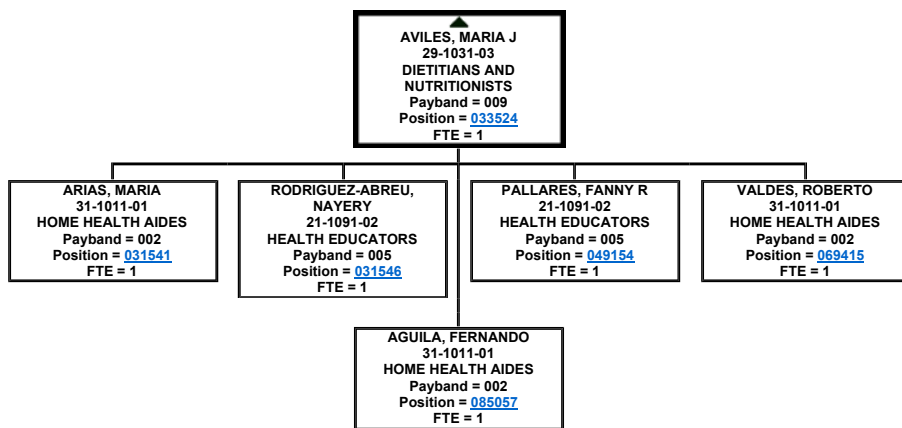 AVILES, MARIA J
29-1031-03
DIETITIANS AND
NUTRITIONISTS
Payband = 009
Position = 033524
FTE = 1
ARIAS, MARIA
31-1011-01
HOME HEALTH AIDES
Payband = 002
Position = 031541
FTE = 1
RODRIGUEZ-ABREU,
NAYERY
21-1091-02
HEALTH EDUCATORS
Payband = 005
Position = 031546
FTE = 1
PALLARES, FANNY R
21-1091-02
HEALTH EDUCATORS
Payband = 005
Position = 049154
FTE = 1
VALDES, ROBERTO
31-1011-01
HOME HEALTH AIDES
Payband = 002
Position = 069415
FTE = 1
AGUILA, FERNANDO
31-1011-01
HOME HEALTH AIDES
Payband = 002
Position = 085057
FTE = 1